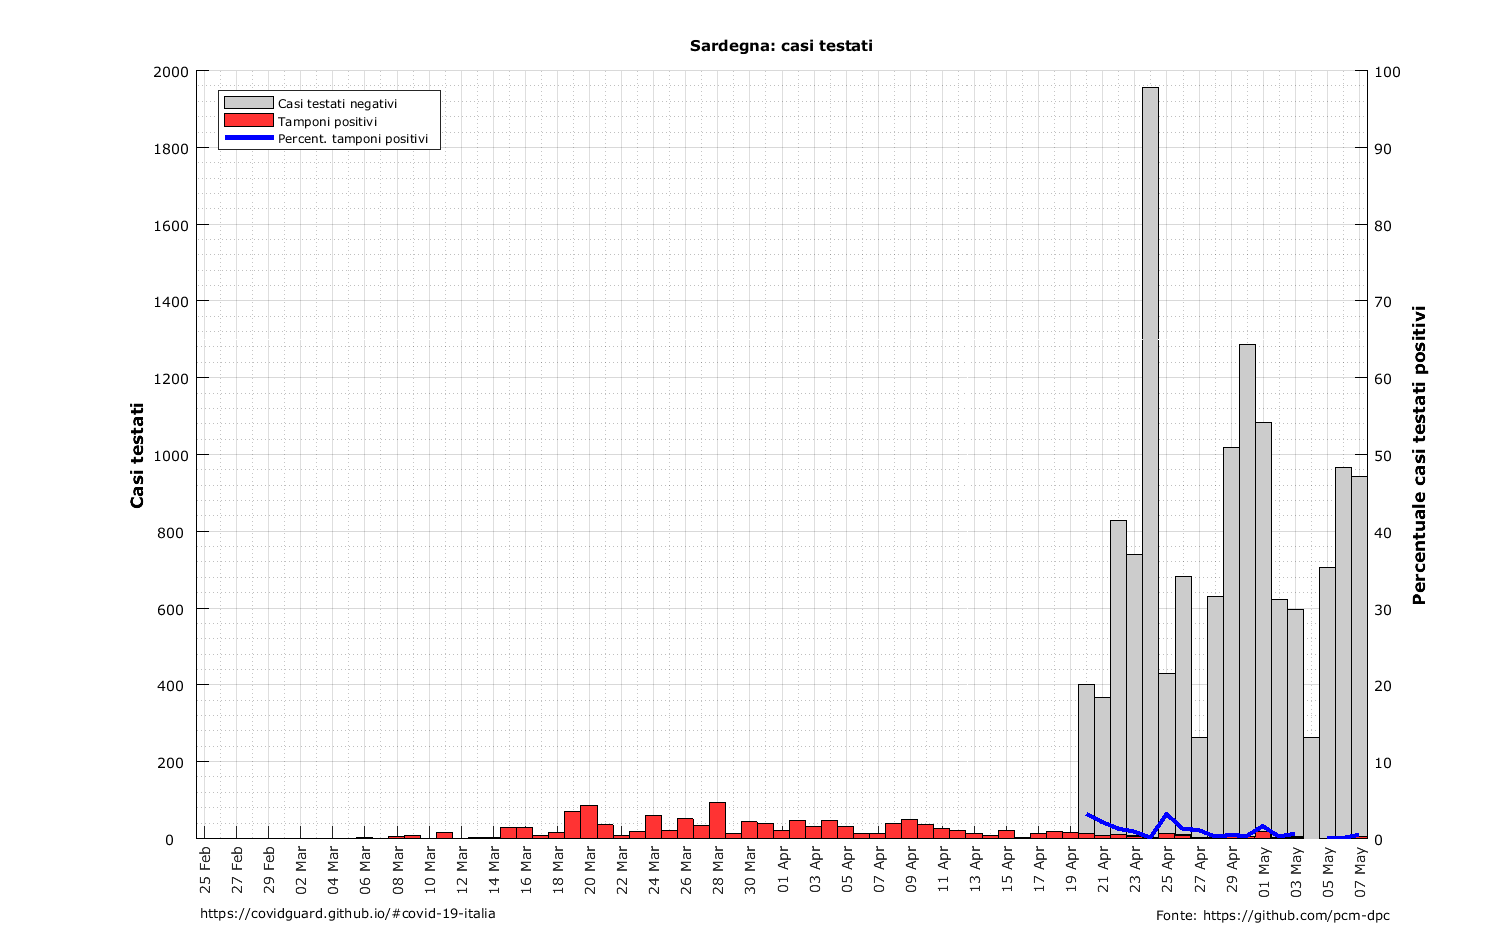 Sardegna: casi testati
Casi testati negativi
Tamponi positivi
Percent. tamponi positivi
Casi testati
2000
1800
1600
1400
1200
1000
800
600
400
200
0
100
90
80
70
60
50
40
30
20
10
0
Percentuale casi testati positivi
25 Feb
27 Feb
29 Feb
02 Mar
04 Mar
06 Mar
08 Mar
10 Mar
12 Mar
14 Mar
16 Mar
18 Mar
20 Mar
22 Mar
24 Mar
26 Mar
28 Mar
30 Mar
01 Apr
03 Apr
05 Apr
07 Apr
09 Apr
11 Apr
13 Apr
15 Apr
17 Apr
19 Apr
21 Apr
23 Apr
25 Apr
27 Apr
29 Apr
01 May
03 May
05 May
07 May
https://covidguard.github.io/#covid-19-italia
Fonte: https://github.com/pcm-dpc